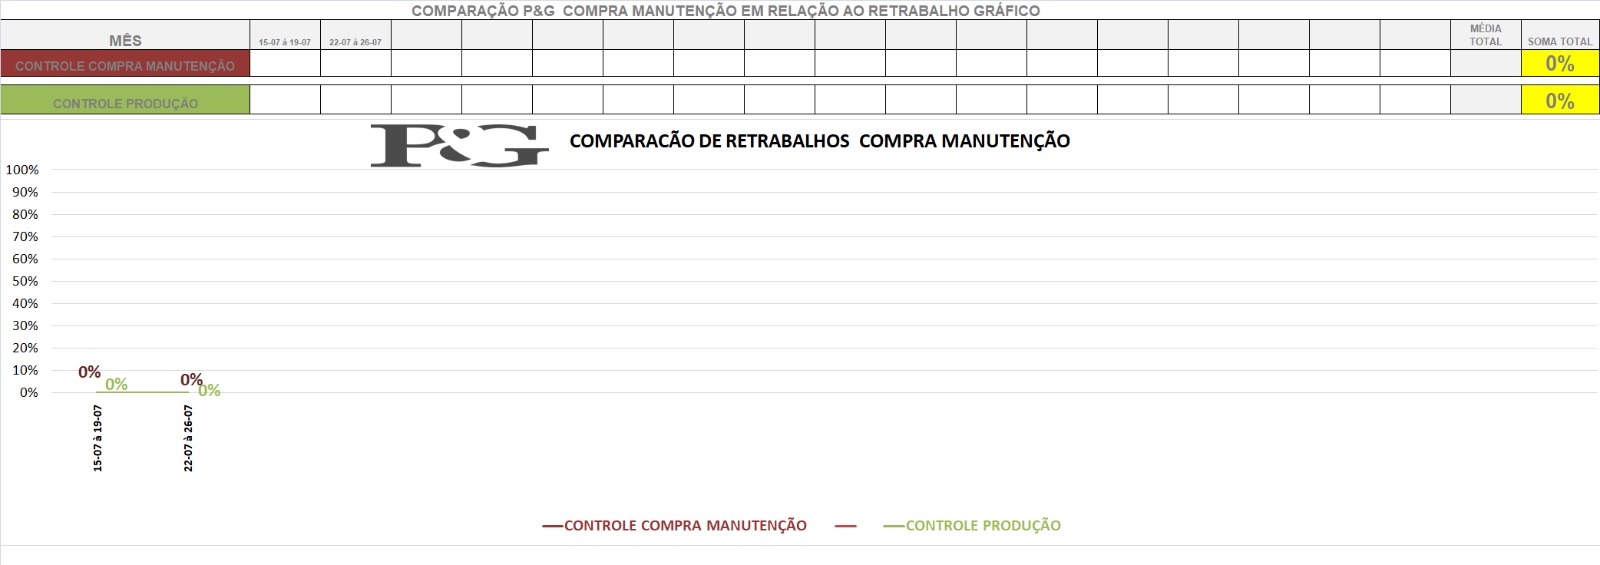 COMPARAÇÃO P&G  COMPRA MANUTENÇÃO EM RELAÇÃO AO RETRABALHO GRÁFICO
MÊS 15-07 à 19-07 22-07 à 26-07 MÉDIA TOTAL SOMA TOTAL
CONTROLE COMPRA MANUTENÇÃO 0%
CONTROLE PRODUÇÃO 0%
P&G COMPARACÃO DE RETRABALHOS  COMPRA MANUTENÇÃO
100%
90%
80%
70%
60%
50%
40%
30%
20%
10%
0%
0% 0%
0% 0%
15-07 à 19-07 22-07 à 26-07
CONTROLE COMPRA MANUTENÇÃO CONTROLE PRODUÇÃO